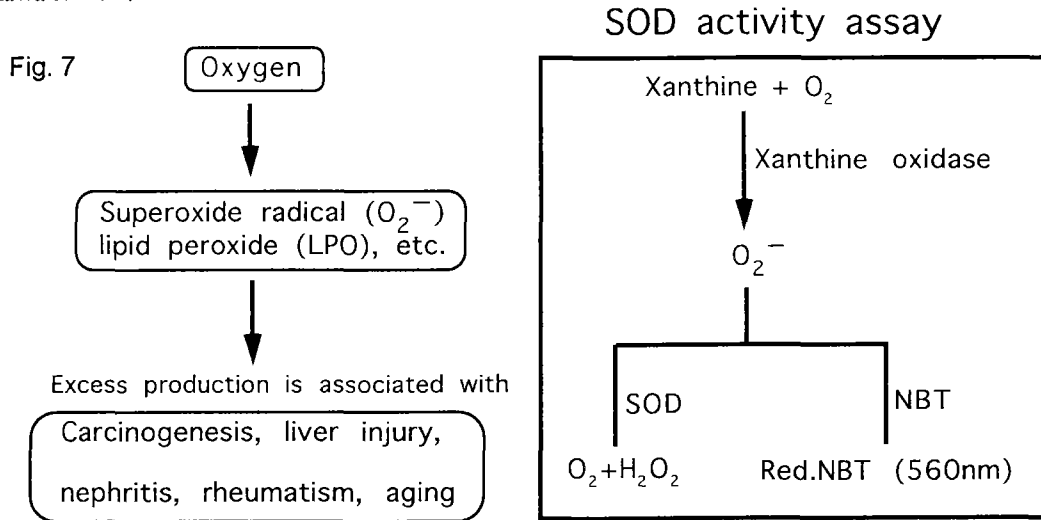 Fig. 7
Oxygen
Superoxide radical (O₂⁻)
lipid peroxide (LPO), etc.
Excess production is associated with
Carcinogenesis, liver injury,
nephritis, rheumatism, aging
SOD activity assay
Xanthine + O₂
Xanthine oxidase
O₂⁻
SOD
NBT
O₂+H₂O₂
Red.NBT (560nm)